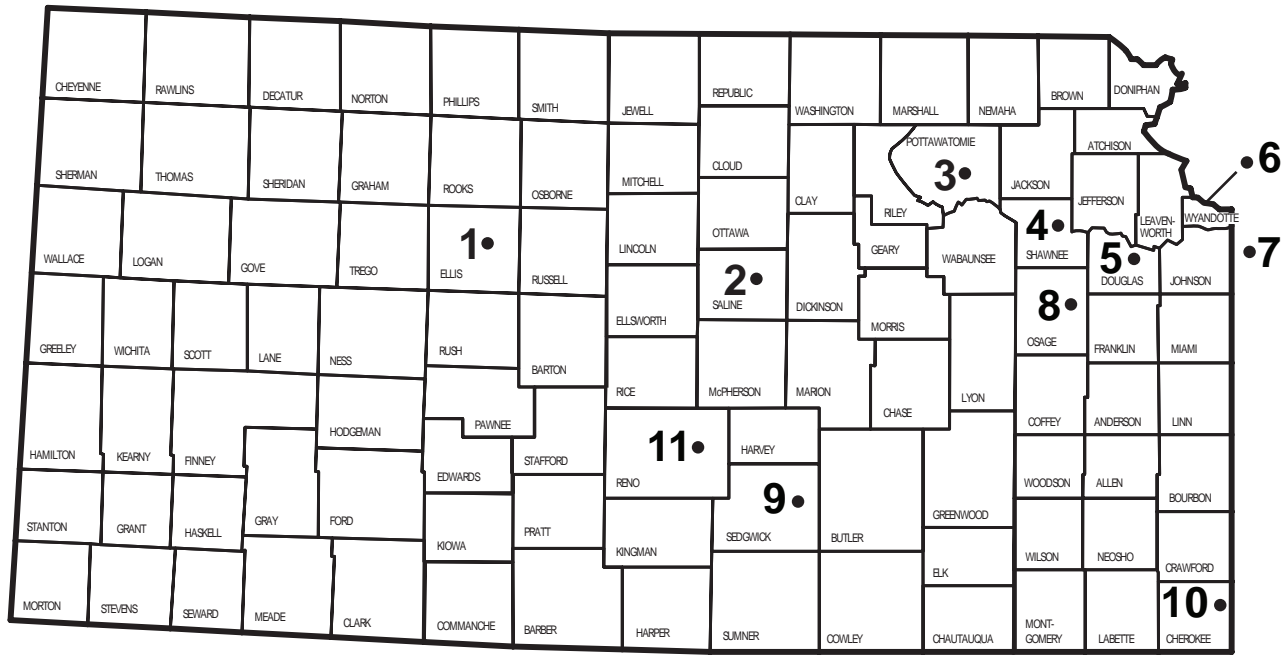 CHEYENNE
RAWLINS
DECATUR
NORTON
PHILLIPS
SMITH
JEWELL
REPUBLIC
WASHINGTON
MARSHALL
NEMAHA
BROWN
DONIPHAN
SHERMAN
THOMAS
SHERIDAN
GRAHAM
ROOKS
OSBORNE
MITCHELL
CLOUD
CLAY
RILEY
POTTAWATOMIE
3
JACKSON
ATCHISON
JEFFERSON
LEAVEN-
WORTH
WYANDOTTE
6
WALLACE
LOGAN
GOVE
TREGO
1
ELLIS
RUSSELL
LINCOLN
OTTAWA
2
SALINE
DICKINSON
GEARY
WABAUNSEE
4
SHAWNEE
5
DOUGLAS
JOHNSON
7
GREELEY
WICHITA
SCOTT
LANE
NESS
RUSH
BARTON
ELLSWORTH
RICE
McPHERSON
MARION
MORRIS
CHASE
LYON
8
OSAGE
FRANKLIN
MIAMI
HAMILTON
KEARNY
FINNEY
HODGEMAN
PAWNEE
EDWARDS
STAFFORD
11
RENO
HARVEY
COFFEY
ANDERSON
LINN
STANTON
GRANT
HASKELL
GRAY
FORD
KIOWA
PRATT
KINGMAN
9
SEDGWICK
BUTLER
GREENWOOD
WOODSON
ALLEN
BOURBON
ELK
WILSON
NEOSHO
CRAWFORD
MORTON
STEVENS
SEWARD
MEADE
CLARK
COMMANCHE
BARBER
HARPER
SUMNER
COWLEY
CHAUTAUQUA
MONT-
GOMERY
LABETTE
10
CHEROKEE